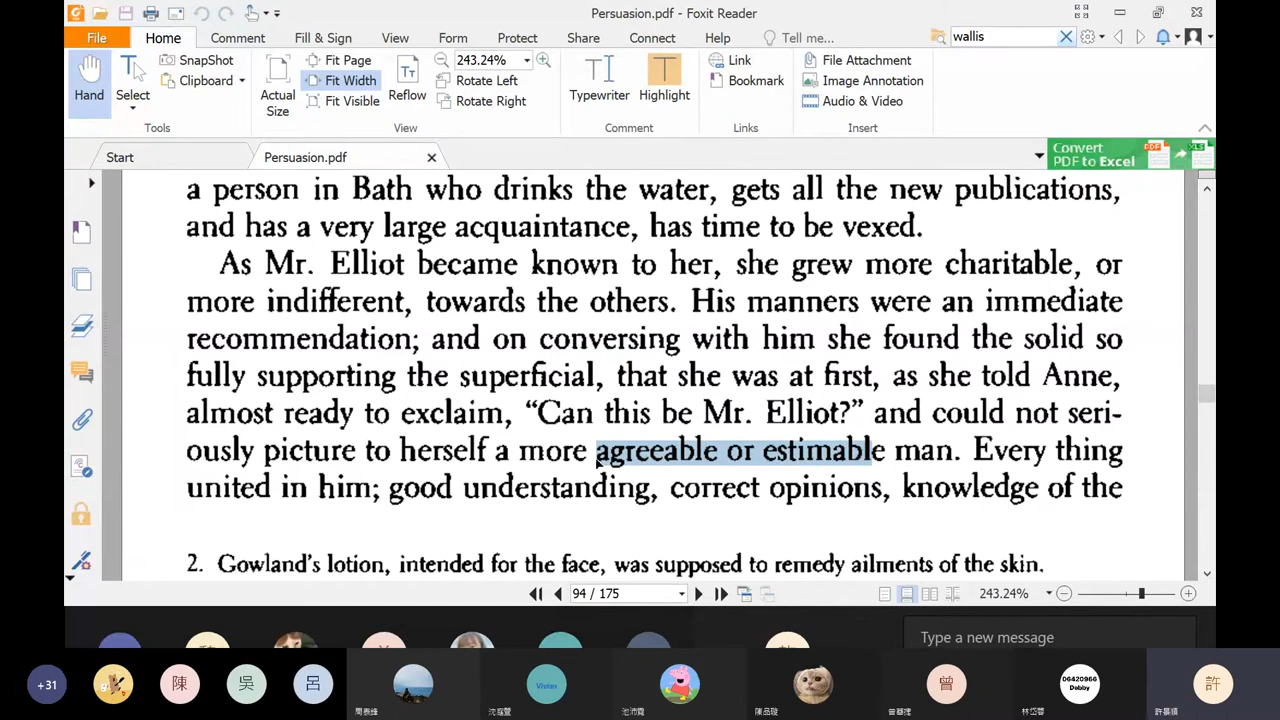 Persuasion.pdf - Foxit Reader
File Home Comment Fill & Sign View Form Protect Share Connect Help Tell me... wallis
Hand
Select
SnapShot
Clipboard
Tools
Actual
Size
Fit Page
Fit Width
Fit Visible
Reflow
243.24%
Rotate Left
Rotate Right
View
Typewriter
Highlight
Comment
Link
Bookmark
Links
File Attachment
Image Annotation
Audio & Video
Insert
Start
Persuasion.pdf
Convert
PDF to Excel
PDF
XLS
a person in Bath who drinks the water, gets all the new publications,
and has a very large acquaintance, has time to be vexed.
As Mr. Elliot became known to her, she grew more charitable, or
more indifferent, towards the others. His manners were an immediate
recommendation; and on conversing with him she found the solid so
fully supporting the superficial, that she was at first, as she told Anne,
almost ready to exclaim, “Can this be Mr. Elliot?” and could not seri-
ously picture to herself a more agreeable or estimable man. Every thing
united in him; good understanding, correct opinions, knowledge of the
2. Gowland's lotion, intended for the face, was supposed to remedy ailments of the skin.
94 / 175
243.24%
Type a new message
+31
陳
吳
呂
Vivian
曾
06420966
Debby
許